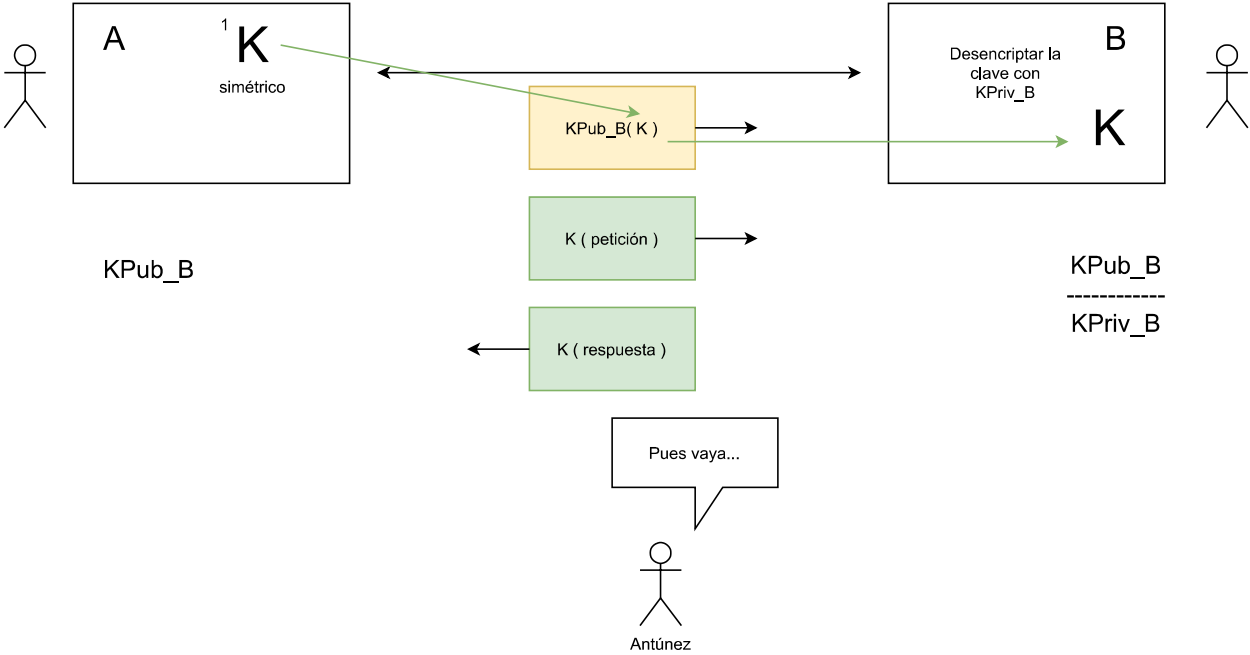 A
1
K
simétrico
Desencriptar la
clave con
KPriv_B
B
K
KPub_B( K )
K ( petición )
K ( respuesta )
KPub_B
KPub_B
------------
KPriv_B
Pues vaya...
Antúnez